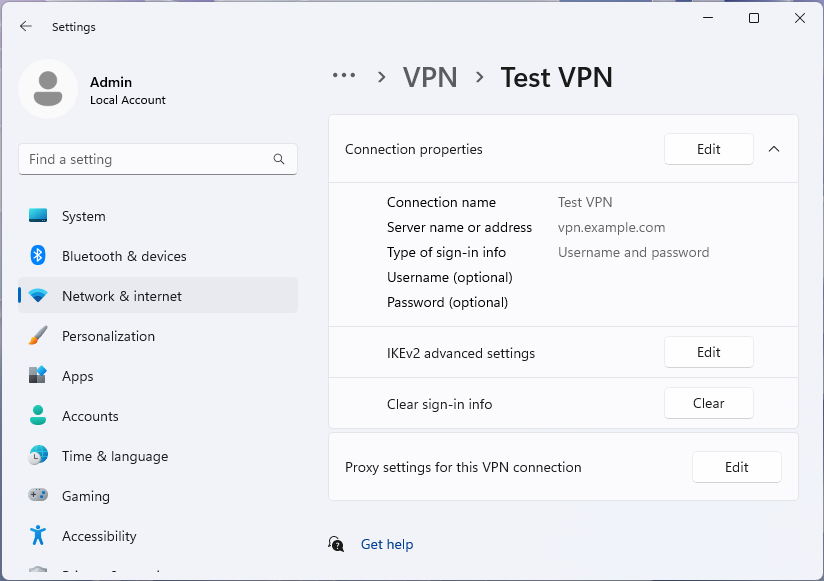 Settings
Admin
Local Account
Find a setting
System
Bluetooth & devices
Network & internet
Personalization
Apps
Accounts
Time & language
Gaming
Accessibility
... > VPN > Test VPN
Connection properties Edit
Connection name Test VPN
Server name or address vpn.example.com
Type of sign-in info Username and password
Username (optional)
Password (optional)
IKEv2 advanced settings Edit
Clear sign-in info Clear
Proxy settings for this VPN connection Edit
Get help